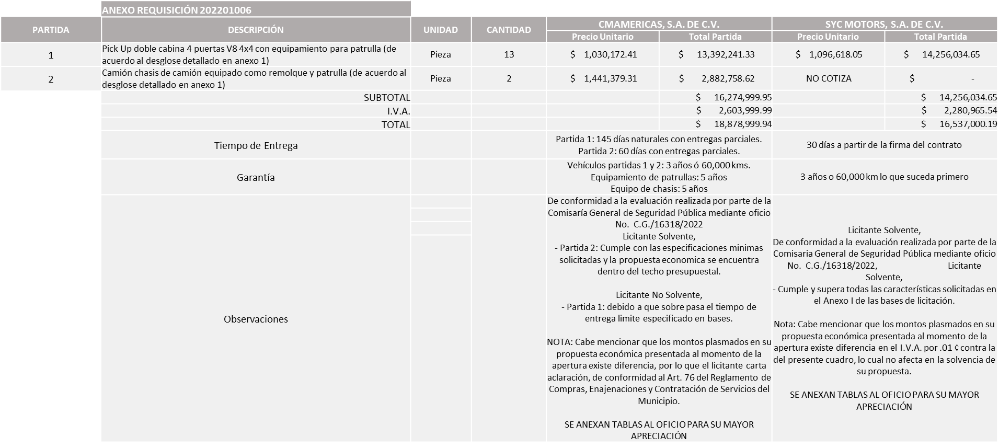 ANEXO REQUISICIÓN 202201006
PARTIDA DESCRIPCIÓN UNIDAD CANTIDAD CMAMERICAS, S.A. DE C.V. SYC MOTORS, S.A. DE C.V.
Precio Unitario Total Partida Precio Unitario Total Partida
1 Pick Up doble cabina 4 puertas V8 4x4 con equipamiento para patrulla (de
acuerdo al desglose detallado en anexo 1) Pieza 13 $ 1,030,172.41 $ 13,392,241.33 $ 1,096,618.05 $ 14,256,034.65
2 Camión chasis de camión equipado como remolque y patrulla (de acuerdo al
desglose detallado en anexo 1) Pieza 2 $ 1,441,379.31 $ 2,882,758.62 NO COTIZA $ -
SUBTOTAL $ 16,274,999.95 $ 14,256,034.65
I.V.A. $ 2,603,999.99 $ 2,280,965.54
TOTAL $ 18,878,999.94 $ 16,537,000.19
Tiempo de Entrega
Partida 1: 145 días naturales con entregas parciales.
Partida 2: 60 días con entregas parciales.
30 días a partir de la firma del contrato
Garantía
Vehículos partidas 1 y 2: 3 años ó 60,000 kms.
Equipamiento de patrullas: 5 años
Equipo de chasis: 5 años
3 años o 60,000 km lo que suceda primero
Observaciones
De conformidad a la evaluación realizada por parte de la
Comisaría General de Seguridad Pública mediante oficio
No. C.G./16318/2022
Licitante Solvente,
- Partida 2: Cumple con las especificaciones minimas
solicitadas y la propuesta economica se encuentra
dentro del techo presupuestal.
Licitante No Solvente,
- Partida 1: debido a que sobre pasa el tiempo de
entrega limite especificado en bases.
NOTA: Cabe mencionar que los montos plasmados en su
propuesta económica presentada al momento de la
apertura existe diferencia, por lo que el licitante carta
aclaración, de conformidad al Art. 76 del Reglamento de
Compras, Enajenaciones y Contratación de Servicios del
Municipio.
SE ANEXAN TABLAS AL OFICIO PARA SU MAYOR
APRECIACIÓN
Licitante Solvente,
De conformidad a la evaluación realizada por parte de la
Comisaria General de Seguridad Pública mediante oficio
No. C.G./16318/2022, Licitante
Solvente,
- Cumple y supera todas las características solicitadas en
el Anexo I de las bases de licitación.
Nota: Cabe mencionar que los montos plasmados en su
propuesta económica presentada al momento de la
apertura existe diferencia en el I.V.A. por .01 ¢ contra la
del presente cuadro, lo cual no afecta en la solvencia de
su propuesta.
SE ANEXAN TABLAS AL OFICIO PARA SU MAYOR
APRECIACIÓN